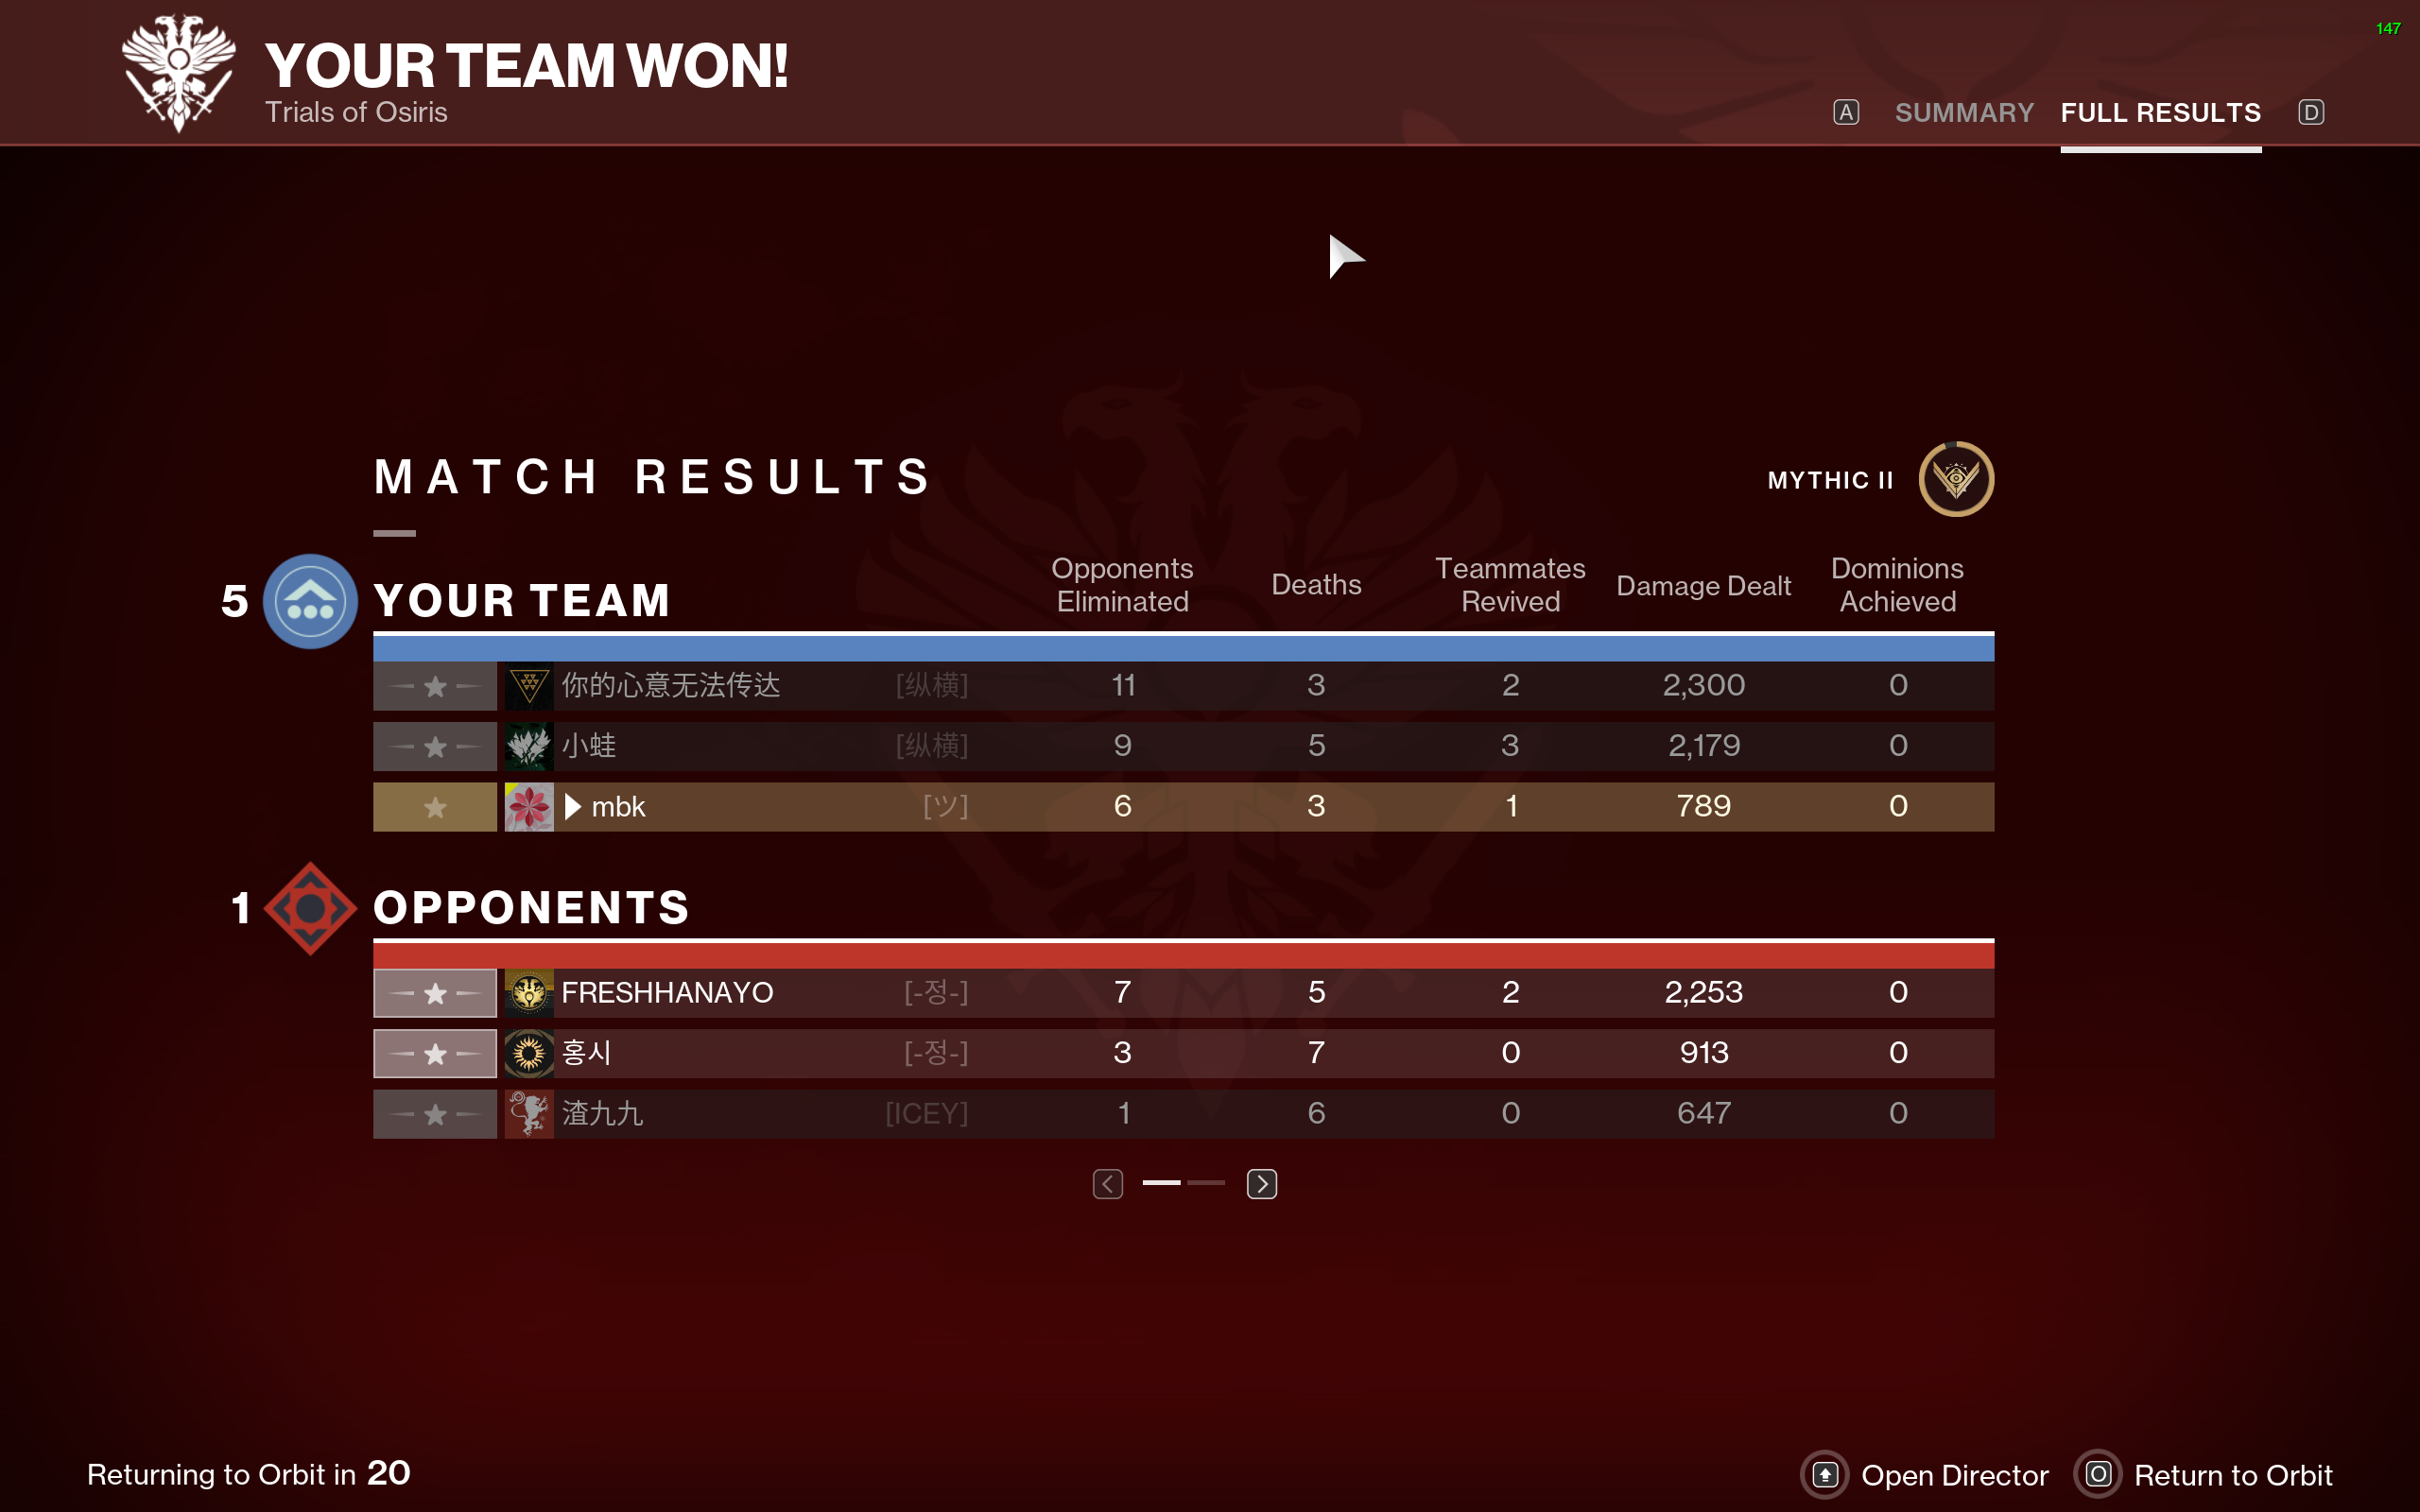 YOUR TEAM WON!
Trials of Osiris
147
A SUMMARY FULL RESULTS D
MATCH RESULTS
MYTHIC II
5 YOUR TEAM Opponents Eliminated Deaths Teammates Revived Damage Dealt Dominions Achieved
你的心意无法传达 [纵横] 11 3 2 2,300 0
小蛙 [纵横] 9 5 3 2,179 0
mbk [ツ] 6 3 1 789 0
1 OPPONENTS
FRESHHANAYO [-정-] 7 5 2 2,253 0
홍시 [-정-] 3 7 0 913 0
渣九九 [ICEY] 1 6 0 647 0
Returning to Orbit in 20
Open Director O Return to Orbit